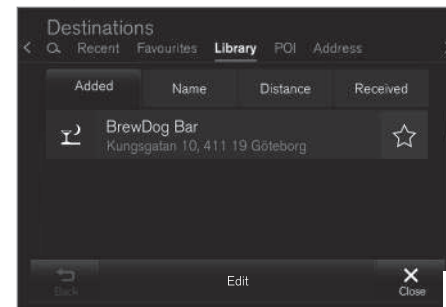 Destinations
Recent Favourites Library POI Address
Added Name Distance Received
BrewDog Bar
Kungsgatan 10, 411 19 Göteborg
Back Edit Close